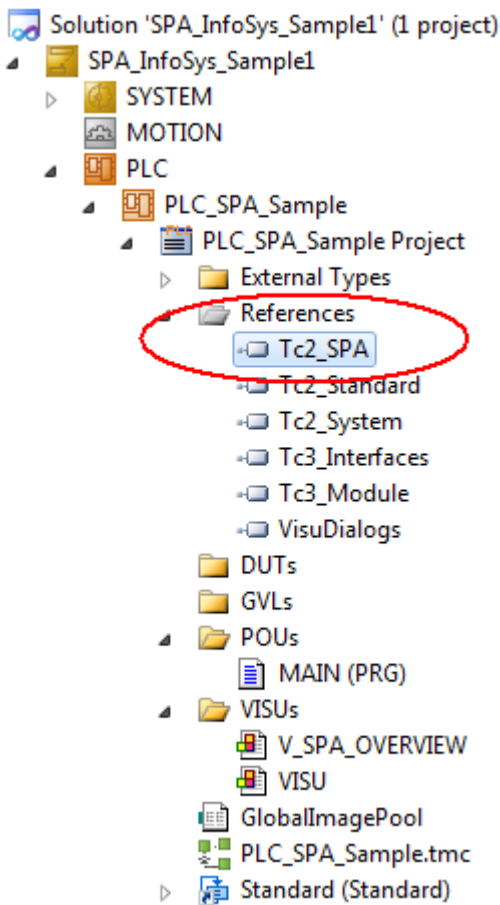 Solution 'SPA_InfoSys_Sample1' (1 project)
SPA_InfoSys_Sample1
SYSTEM
MOTION
PLC
PLC_SPA_Sample
PLC_SPA_Sample Project
External Types
References
Tc2_SPA
Tc2_Standard
Tc2_System
Tc3_Interfaces
Tc3_Module
VisuDialogs
DUTs
GVLs
POUs
MAIN (PRG)
VISUs
V_SPA_OVERVIEW
VISU
GlobalImagePool
PLC_SPA_Sample.tmc
Standard (Standard)